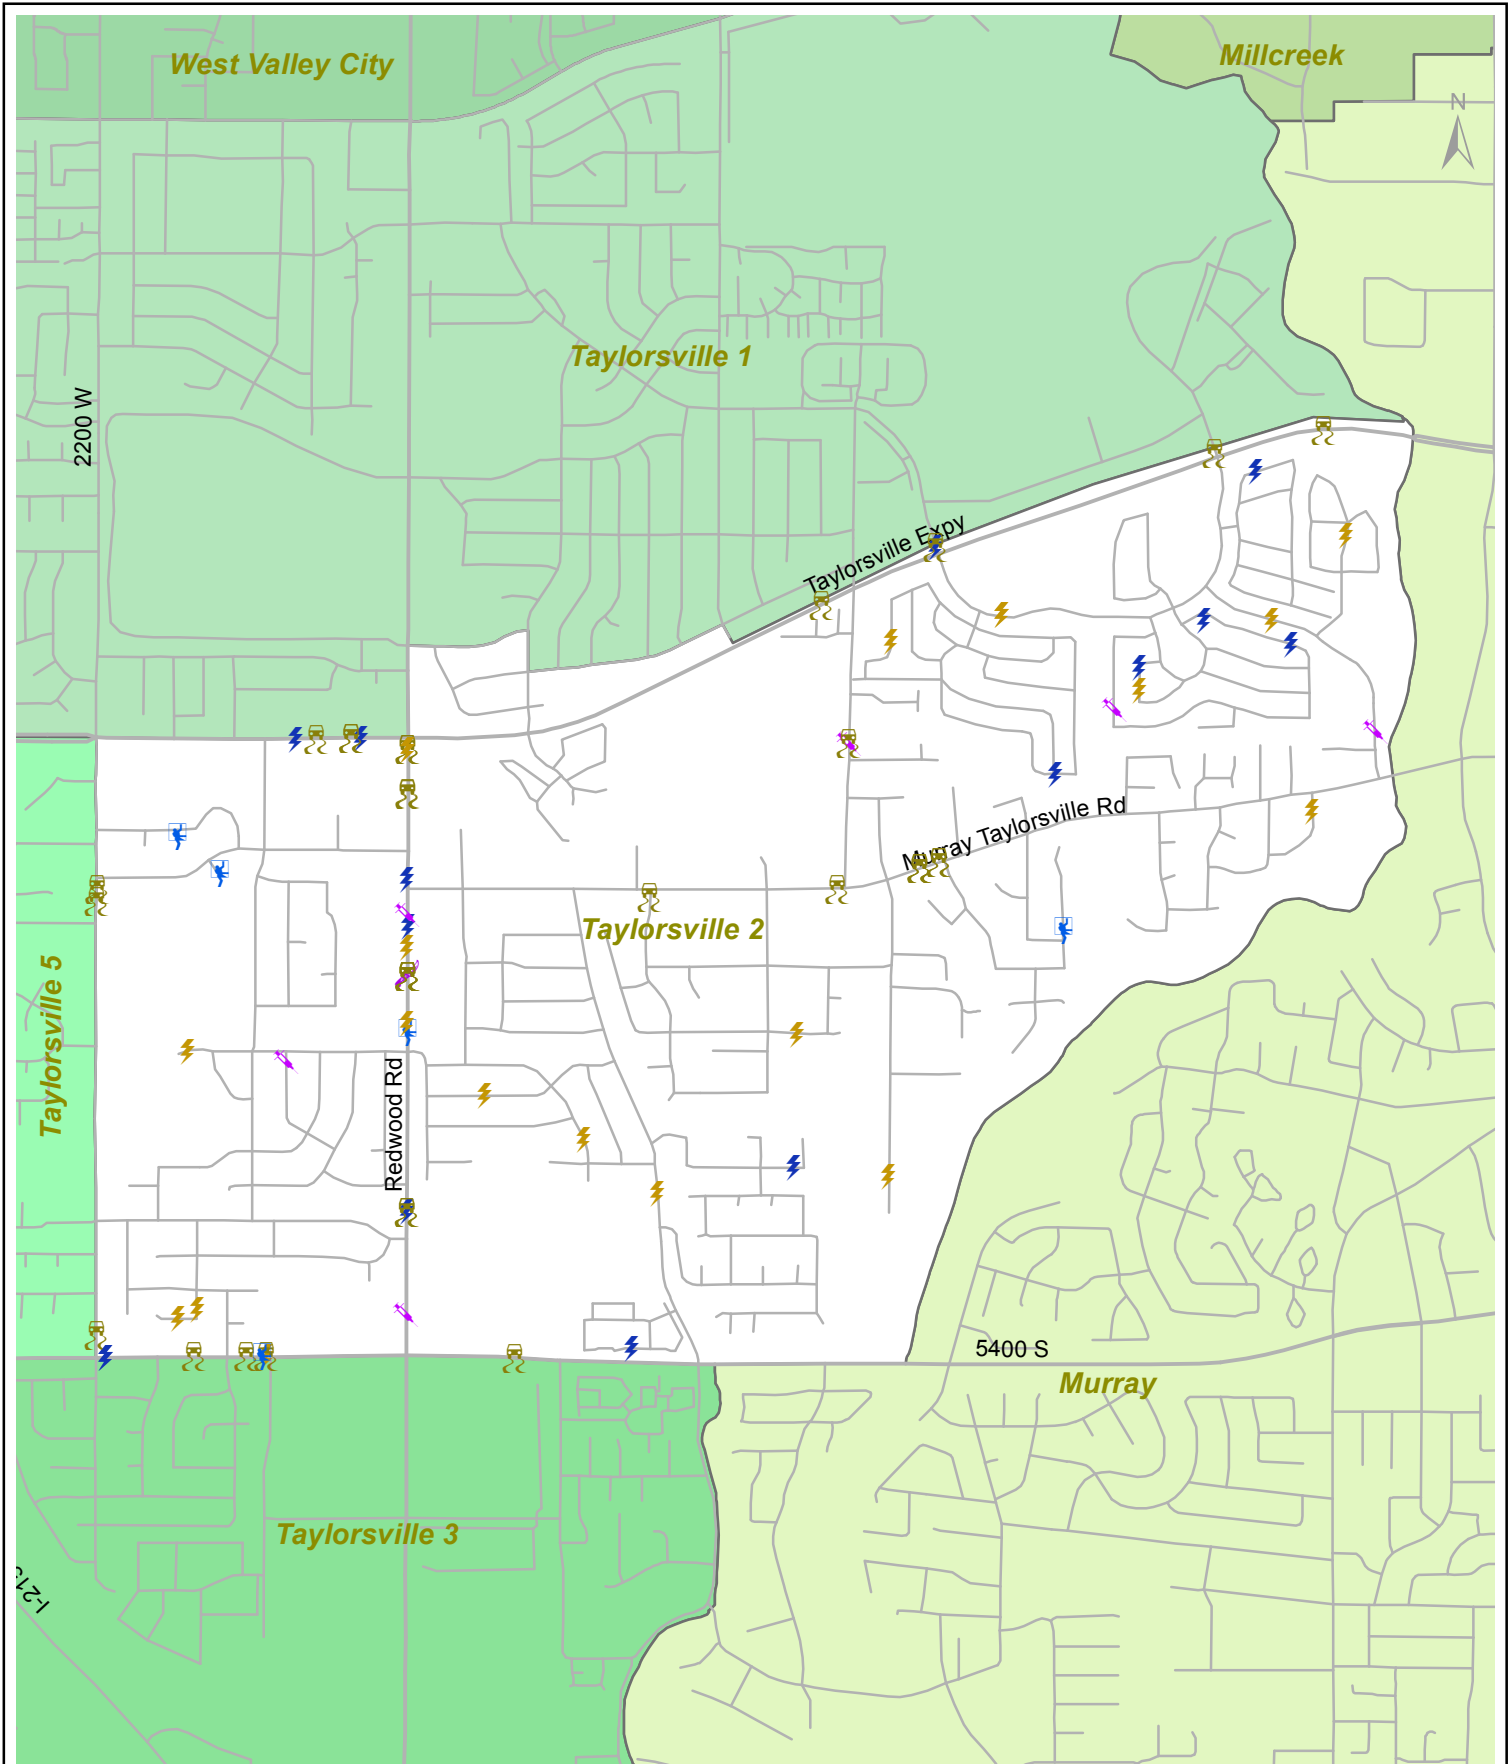 West Valley City
Millcreek
N
Taylorsville 1
2200 W
Taylorsville Expy
Murray Taylorsville Rd
Taylorsville 2
Taylorsville 5
Redwood Rd
5400 S
Murray
Taylorsville 3
I-215